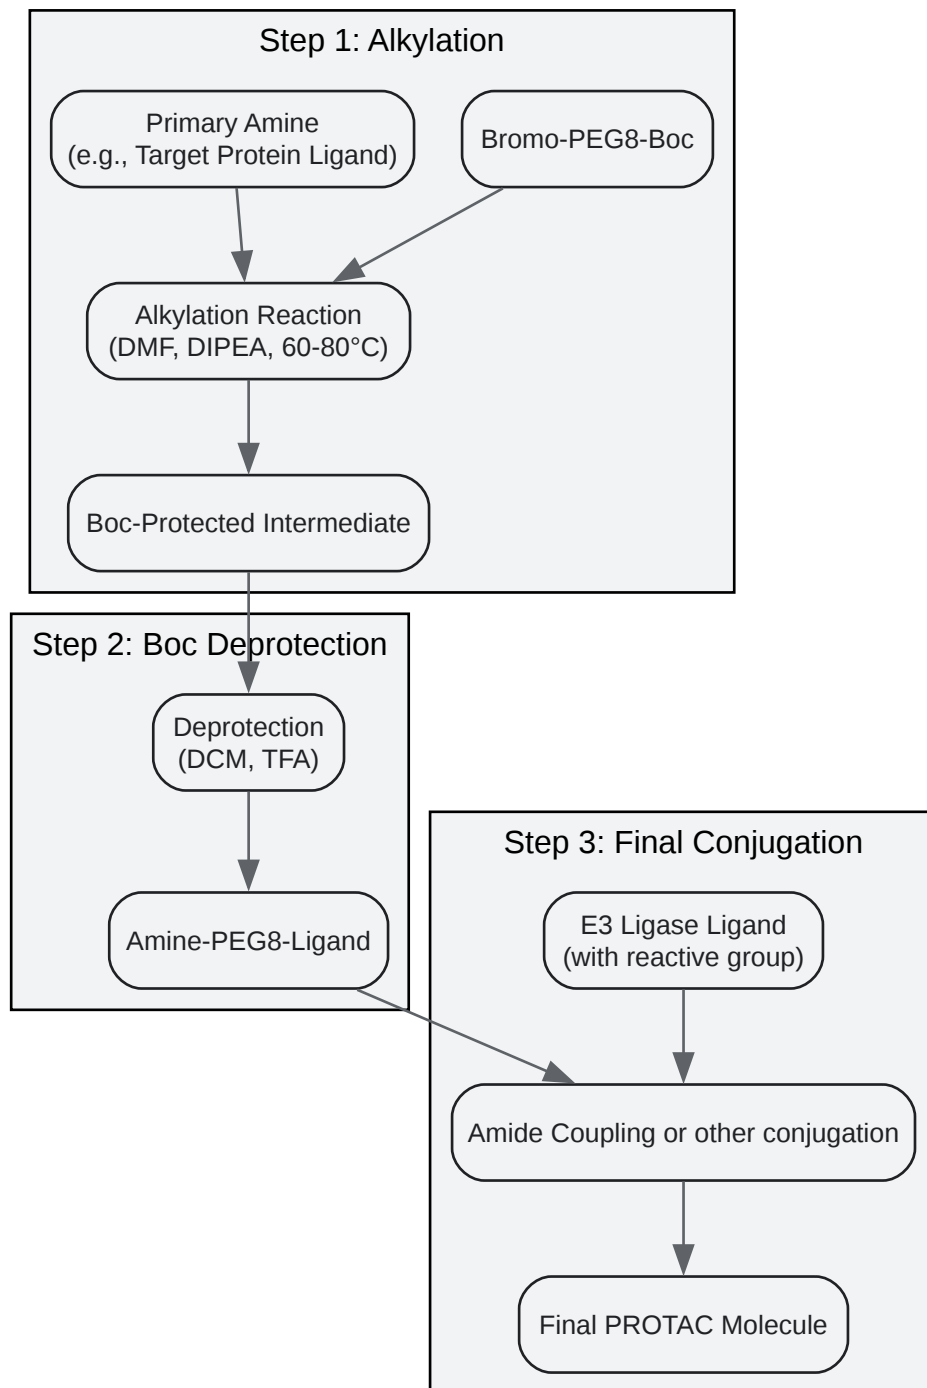 Step 1: Alkylation
Primary Amine
(e.g., Target Protein Ligand)
Bromo-PEG8-Boc
Alkylation Reaction
(DMF, DIPEA, 60-80°C)
Boc-Protected Intermediate
Step 2: Boc Deprotection
Deprotection
(DCM, TFA)
Amine-PEG8-Ligand
Step 3: Final Conjugation
E3 Ligase Ligand
(with reactive group)
Amide Coupling or other conjugation
Final PROTAC Molecule